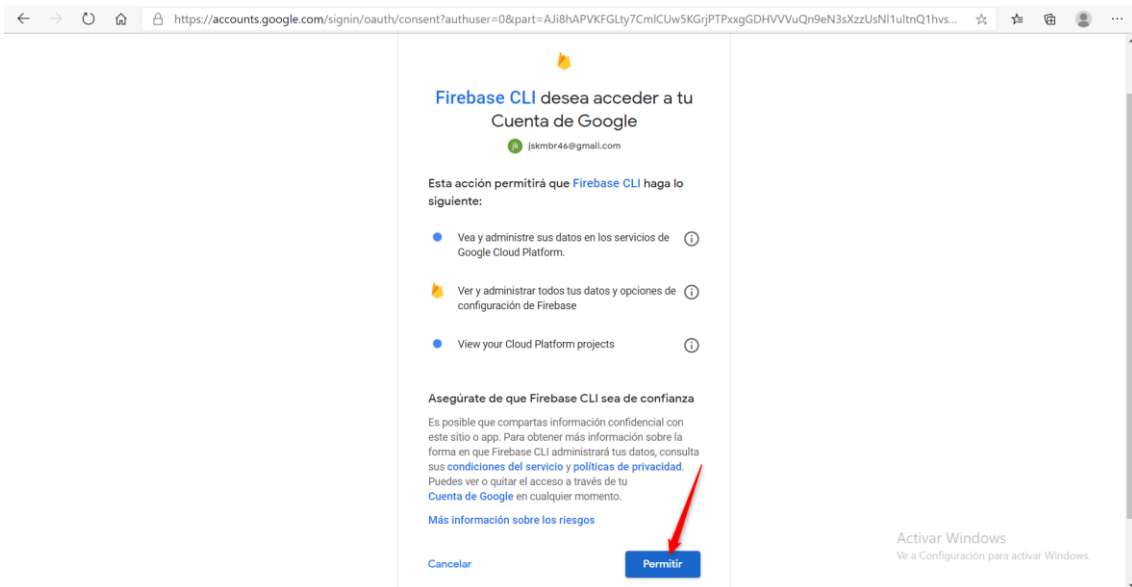 https://accounts.google.com/signin/oauth/consent?authuser=0&part=AJi8hAPVKFGLty7CmlCUw5KGrjPTPxxgGDHVVVuQn9eN3sXzzUsNl1ultnQ1hvs...
Firebase CLI desea acceder a tu
Cuenta de Google
jk jskmbr46@gmail.com
Esta acción permitirá que Firebase CLI haga lo
siguiente:
Vea y administre sus datos en los servicios de
Google Cloud Platform.
Ver y administrar todos tus datos y opciones de
configuración de Firebase
View your Cloud Platform projects
Asegúrate de que Firebase CLI sea de confianza
Es posible que compartas información confidencial con
este sitio o app. Para obtener más información sobre la
forma en que Firebase CLI administrará tus datos, consulta
sus condiciones del servicio y políticas de privacidad.
Puedes ver o quitar el acceso a través de tu
Cuenta de Google en cualquier momento.
Más información sobre los riesgos
Cancelar
Permitir
Activar Windows
Ve a Configuración para activar Windows.